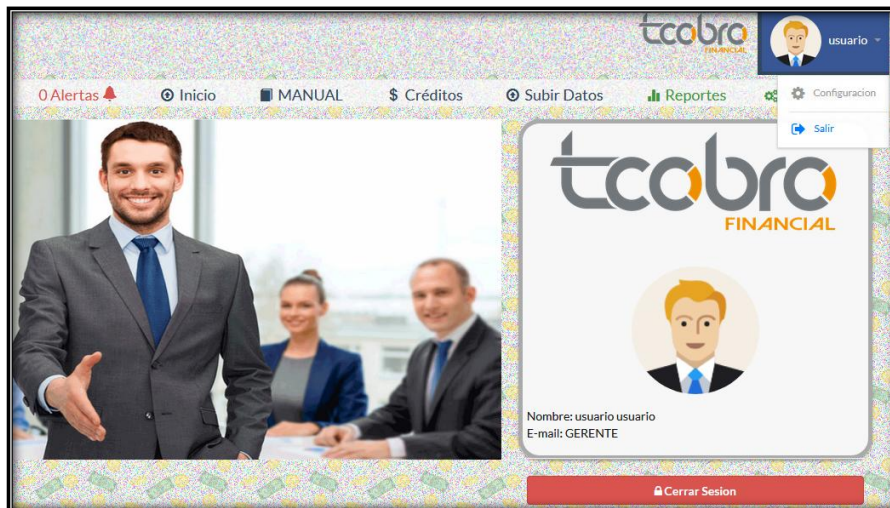 tcobro
FINANCIAL
usuario
0 Alertas
Inicio
MANUAL
$ Créditos
Subir Datos
Reportes
Configuracion
Salir
tcobro
FINANCIAL
Nombre: usuario usuario
E-mail: GERENTE
Cerrar Sesion